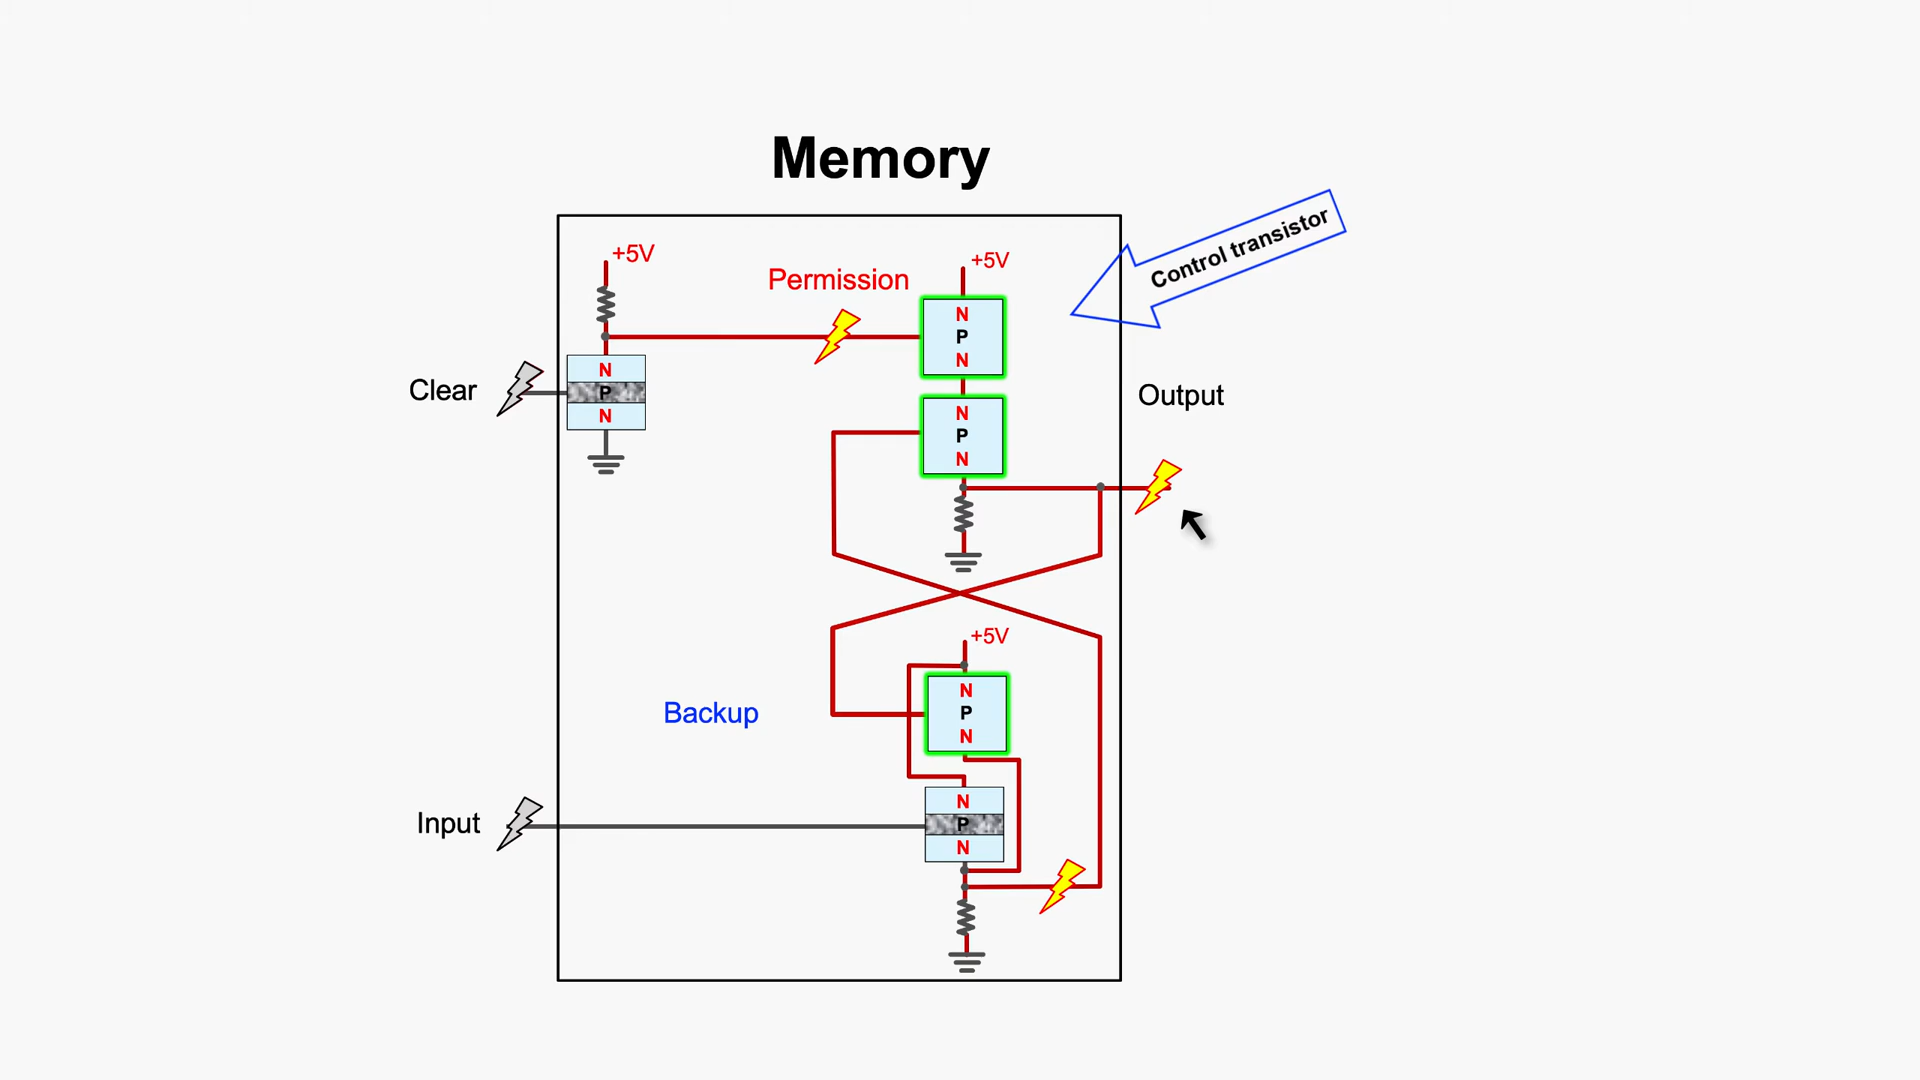 Memory
+5V
Permission
+5V
Control transistor
N
P
N
Clear
N
P
N
Output
N
P
N
+5V
Backup
N
P
N
Input
N
P
N